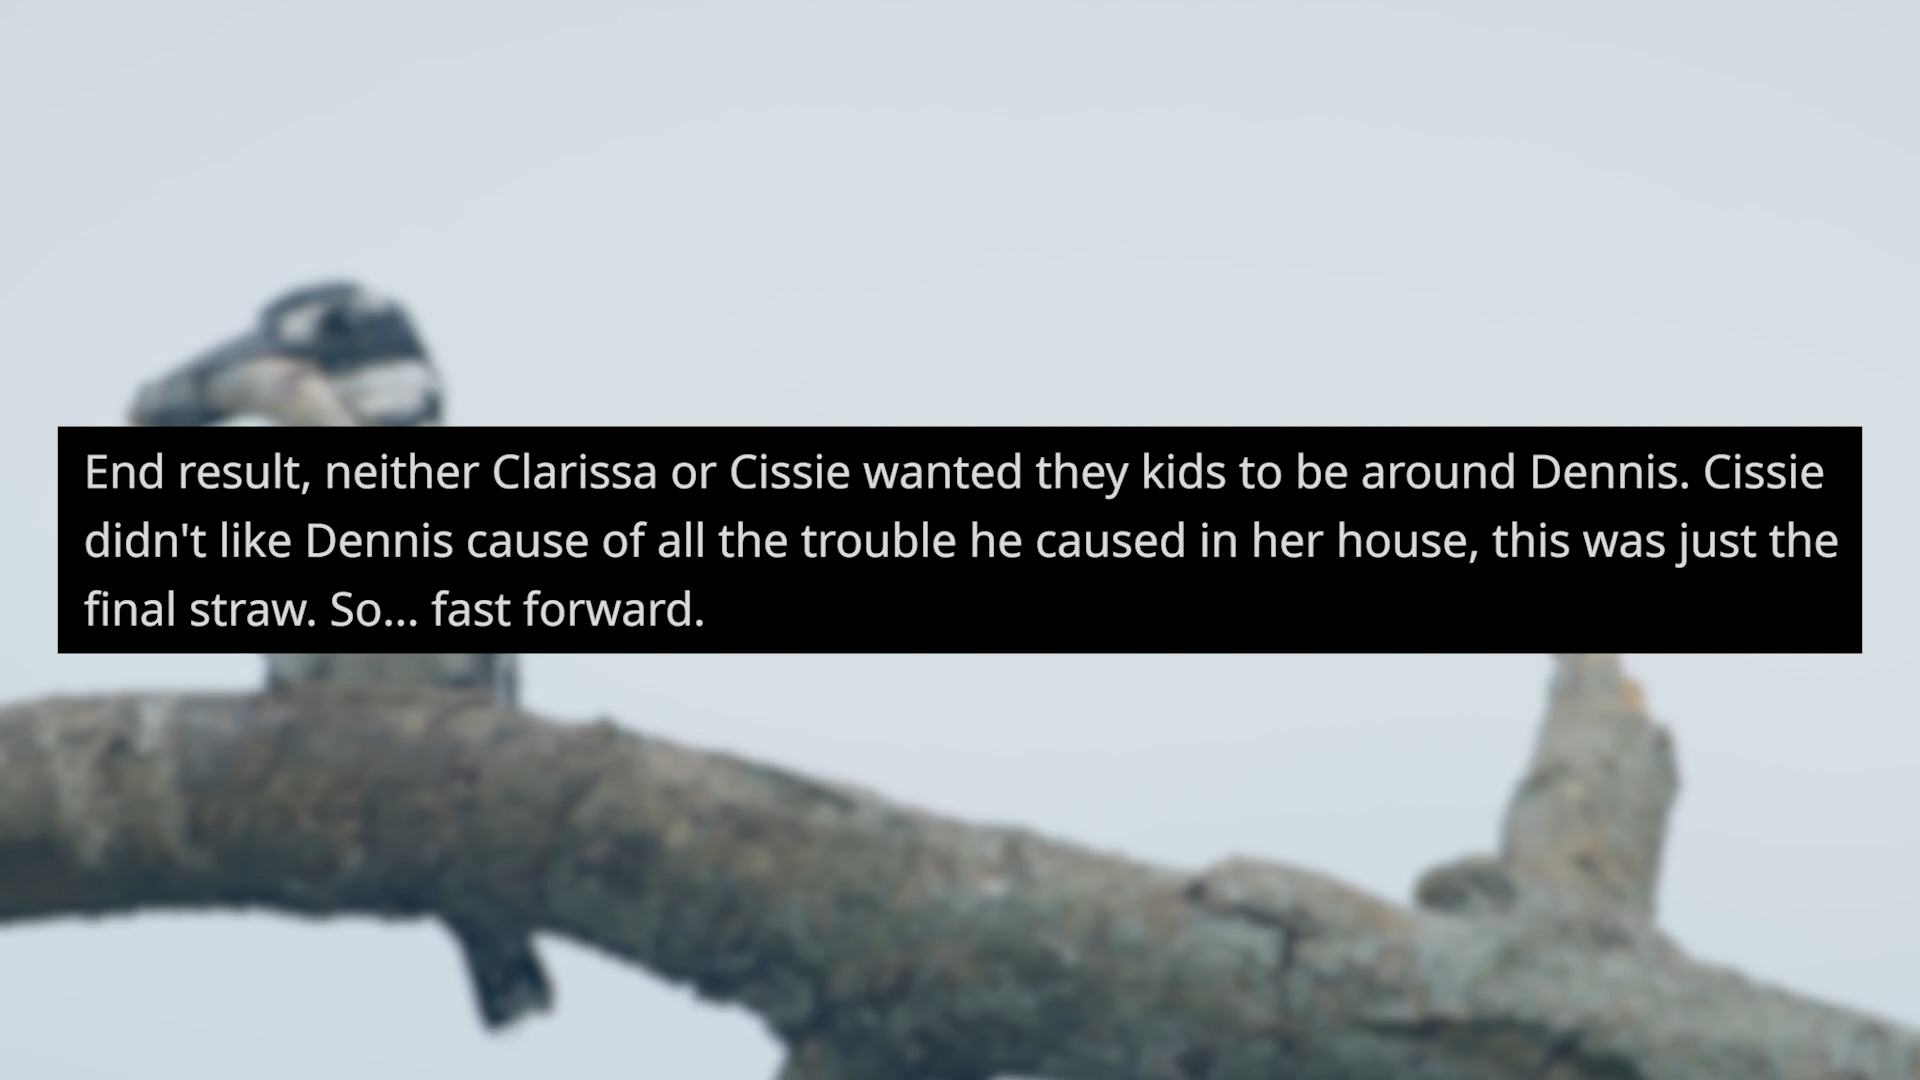 End result, neither Clarissa or Cissie wanted they kids to be around Dennis. Cissie
didn't like Dennis cause of all the trouble he caused in her house, this was just the
final straw. So... fast forward.